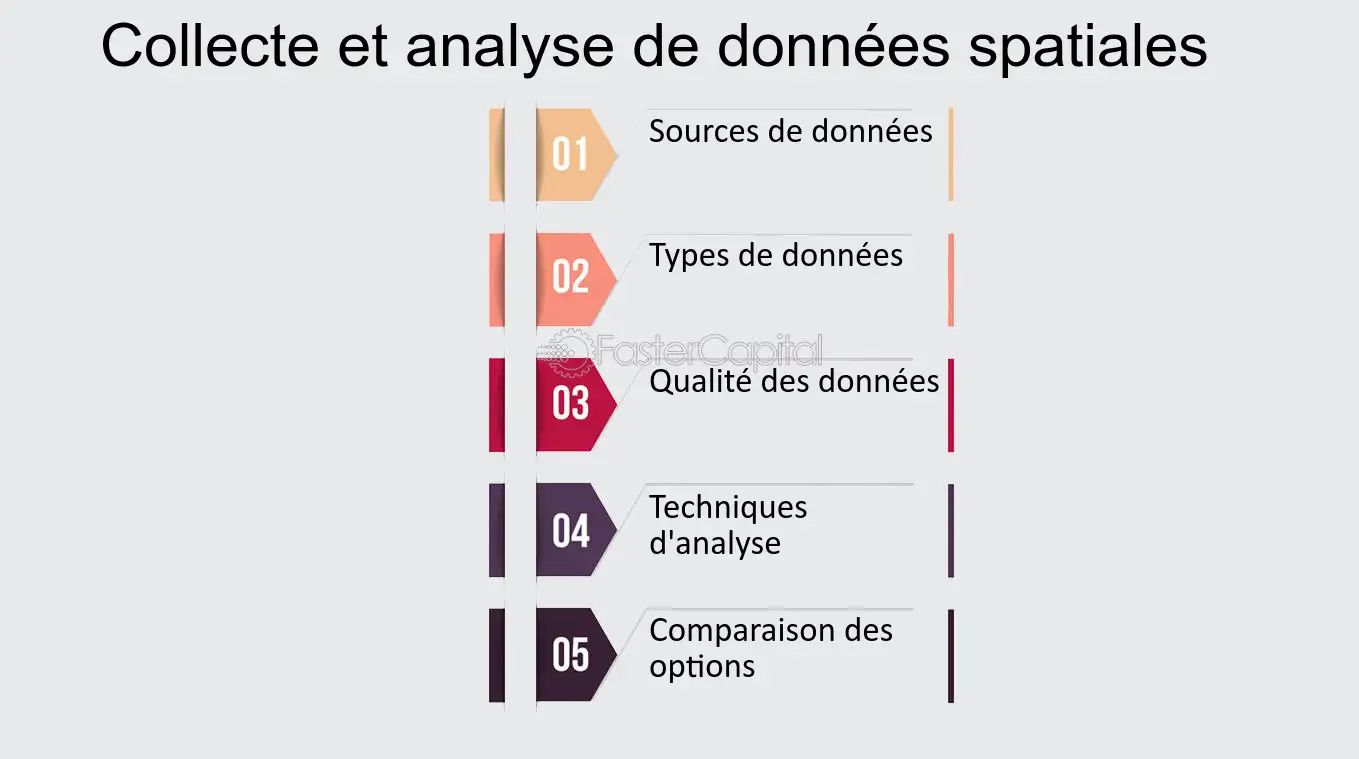 Collecte et analyse de données spatiales
01
Sources de données
02
Types de données
FasterCapital
03
Qualité des données
04
Techniques
d'analyse
05
Comparaison des
options